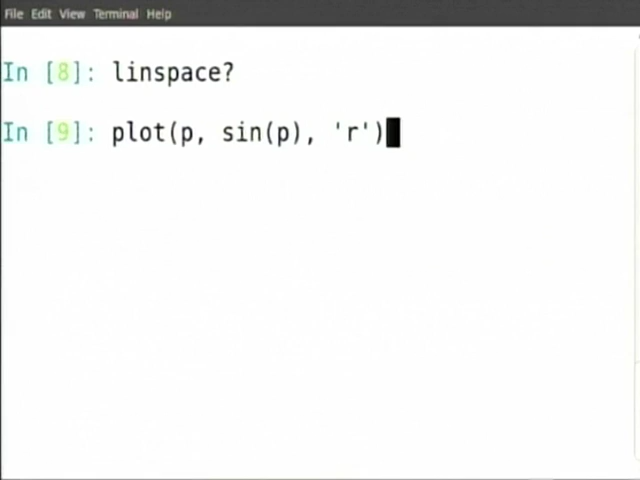 File Edit View Terminal Help
In [8]: linspace?
In [9]: plot(p, sin(p), 'r')